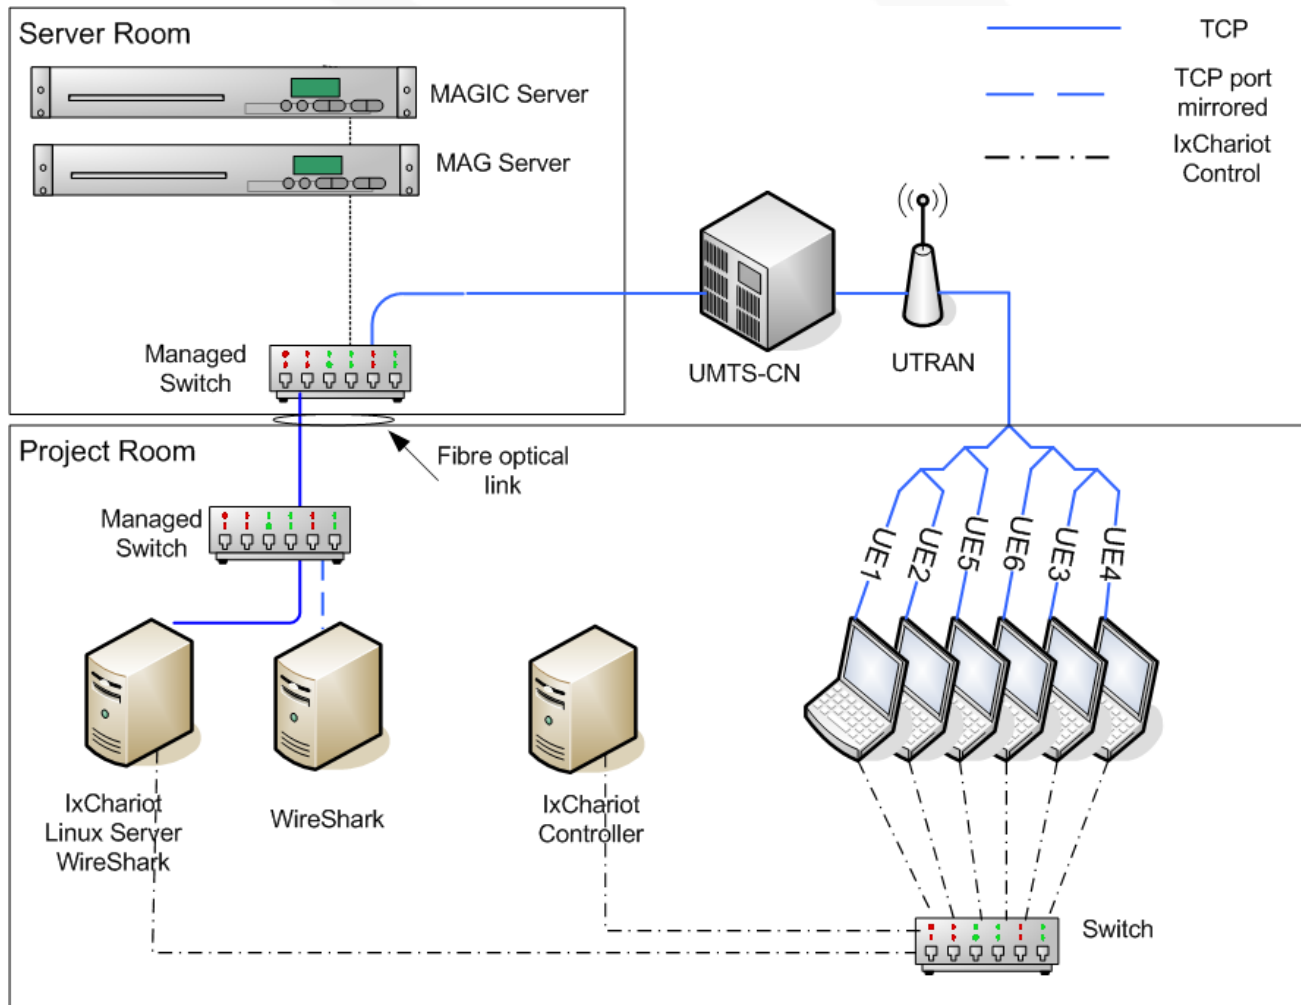 Server Room
MAGIC Server
MAG Server
TCP
TCP port
mirrored
IxChariot
Control
Managed
Switch
UMTS-CN
UTRAN
Project Room
Fibre optical
link
Managed
Switch
UE1
UE2
UE5
UE6
UE3
UE4
IxChariot
Linux Server
WireShark
WireShark
IxChariot
Controller
Switch